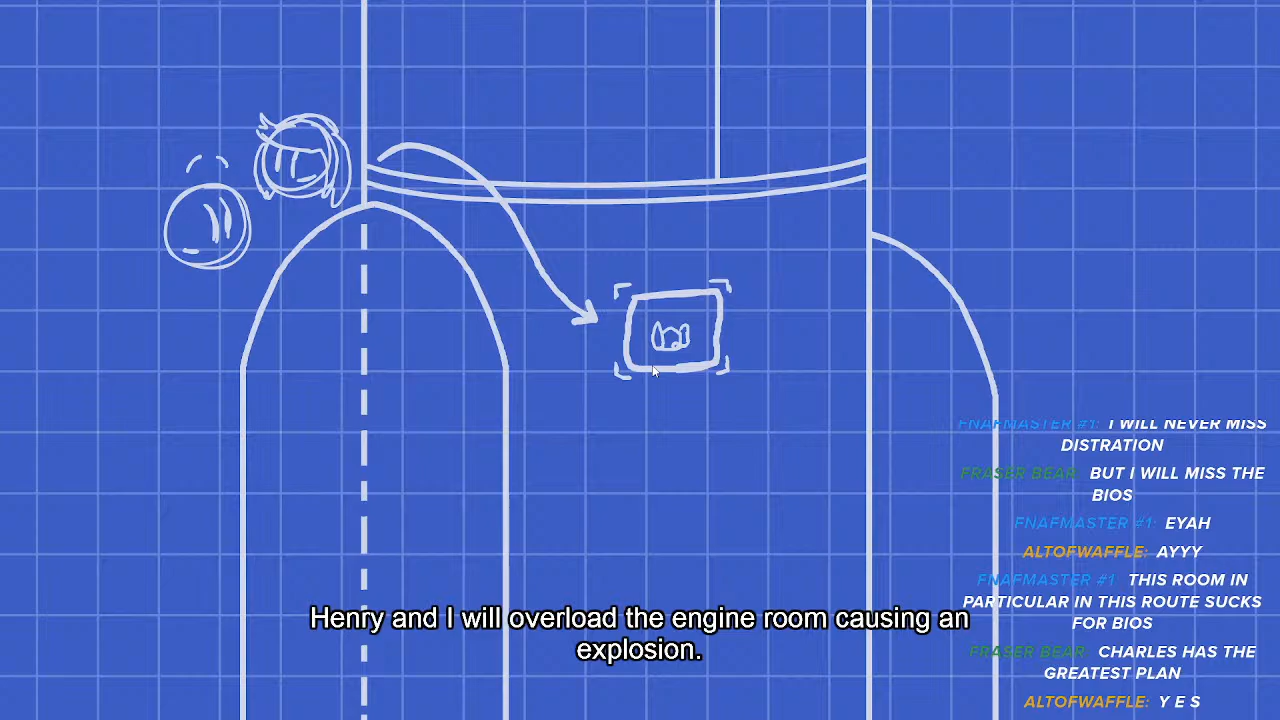 FNAFMASTER #1: I WILL NEVER MISS
DISTRATION
FRASER BEAR: BUT I WILL MISS THE
BIOS
FNAFMASTER #1: EYAH
ALTOFWAFFLE: AYYY
FNAFMASTER #1: THIS ROOM IN
PARTICULAR IN THIS ROUTE SUCKS
FOR BIOS
FRASER BEAR: CHARLES HAS THE
GREATEST PLAN
ALTOFWAFFLE: Y E S
Henry and I will overload the engine room causing an
explosion.